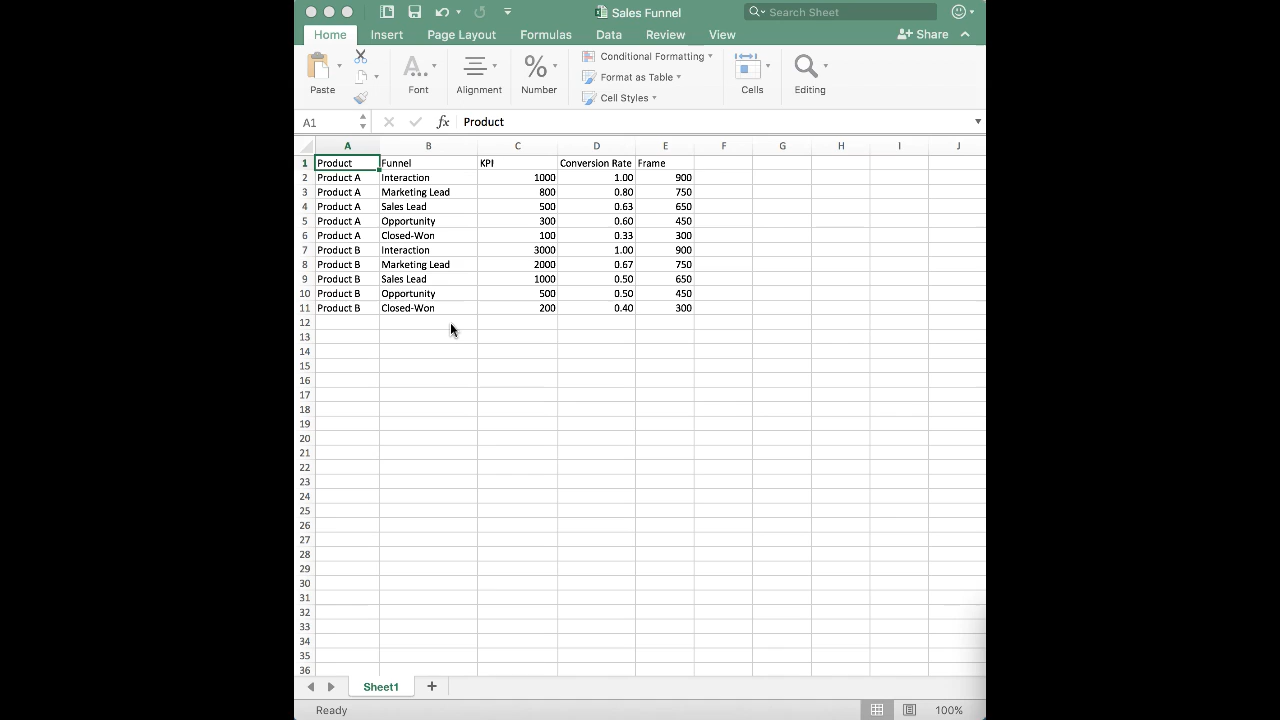 Sales Funnel
Search Sheet
Home Insert Page Layout Formulas Data Review View Share
Paste Font Alignment Number Conditional Formatting Format as Table Cell Styles Cells Editing
A1 fx Product
A B C D E F G H I J
1 Product Funnel KPI Conversion Rate Frame
2 Product A Interaction 1000 1.00 900
3 Product A Marketing Lead 800 0.80 750
4 Product A Sales Lead 500 0.63 650
5 Product A Opportunity 300 0.60 450
6 Product A Closed-Won 100 0.33 300
7 Product B Interaction 3000 1.00 900
8 Product B Marketing Lead 2000 0.67 750
9 Product B Sales Lead 1000 0.50 650
10 Product B Opportunity 500 0.50 450
11 Product B Closed-Won 200 0.40 300
12
13
14
15
16
17
18
19
20
21
22
23
24
25
26
27
28
29
30
31
32
33
34
35
36
Sheet1
Ready 100%